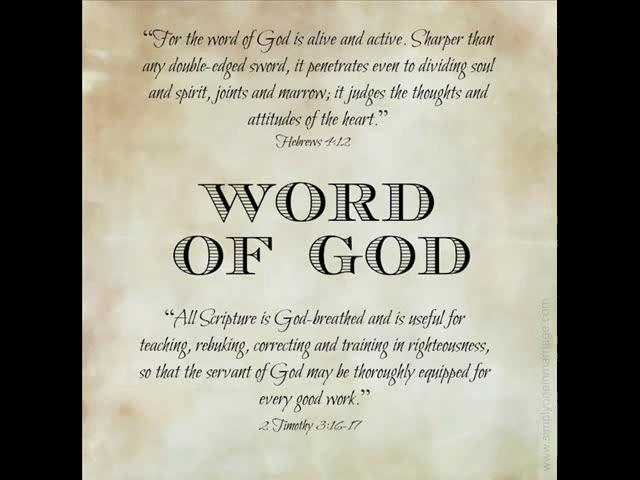 “For the word of God is alive and active. Sharper than
any double-edged sword, it penetrates even to dividing soul
and spirit, joints and marrow; it judges the thoughts and
attitudes of the heart.”
Hebrews 4:12
WORD
OF GOD
“All Scripture is God-breathed and is useful for
teaching, rebuking, correcting and training in righteousness,
so that the servant of God may be thoroughly equipped for
every good work.”
2 Timothy 3:16-17
www.simplyoneinmarriage.com